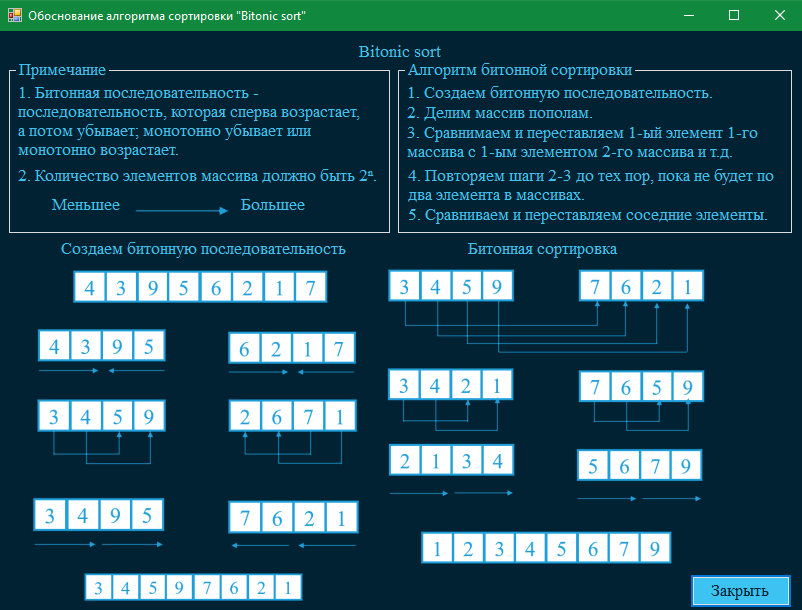 Обоснование алгоритма сортировки "Bitonic sort"
Bitonic sort
Примечание
1. Битонная последовательность -
последовательность, которая сперва возрастает,
а потом убывает; монотонно убывает или
монотонно возрастает.
2. Количество элементов массива должно быть 2ⁿ.
Меньшее Большее
Алгоритм битонной сортировки
1. Создаем битонную последовательность.
2. Делим массив пополам.
3. Сравнимаем и переставляем 1-ый элемент 1-го
массива с 1-ым элементом 2-го массива и т.д.
4. Повторяем шаги 2-3 до тех пор, пока не будет по
два элемента в массивах.
5. Сравниваем и переставляем соседние элементы.
Создаем битонную последовательность
4 3 9 5 6 2 1 7
4 3 9 5 6 2 1 7
3 4 5 9 2 6 7 1
3 4 9 5 7 6 2 1
3 4 5 9 7 6 2 1
Битонная сортировка
3 4 5 9 7 6 2 1
3 4 2 1 7 6 5 9
2 1 3 4 5 6 7 9
1 2 3 4 5 6 7 9
Закрыть